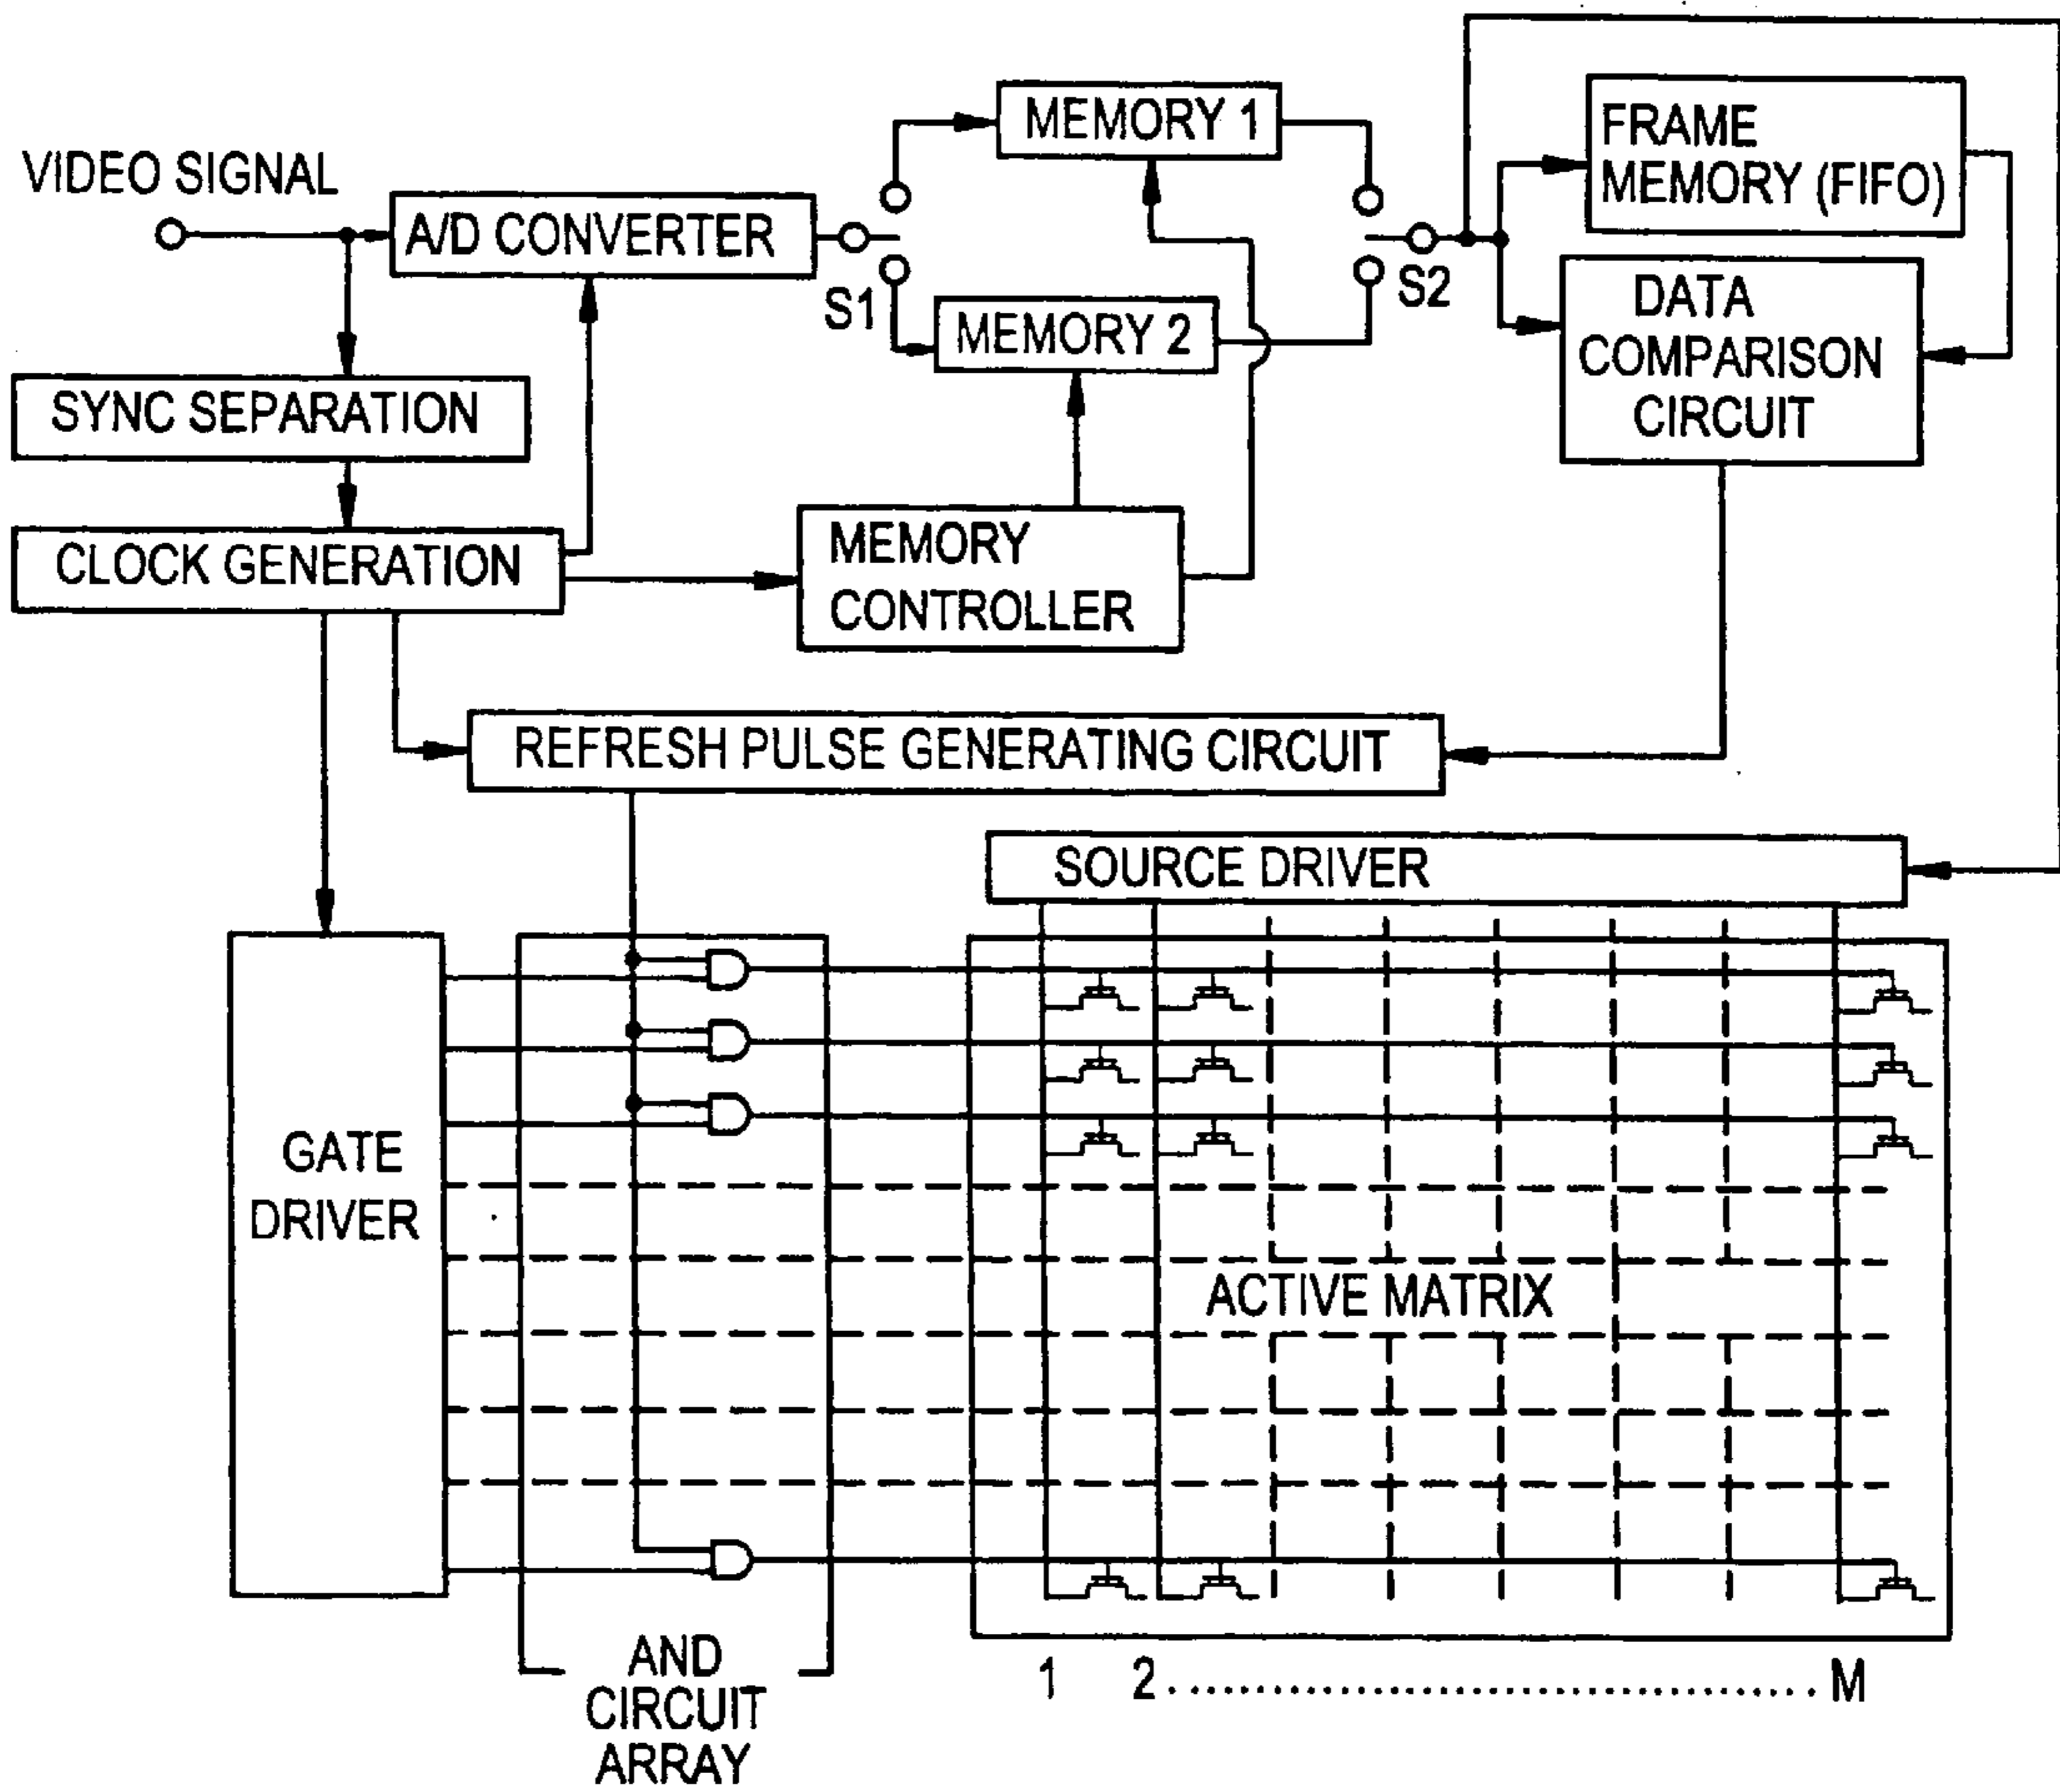 VIDEO SIGNAL
A/D CONVERTER
S1
MEMORY 1
MEMORY 2
S2
FRAME
MEMORY (FIFO)
DATA
COMPARISON
CIRCUIT
SYNC SEPARATION
CLOCK GENERATION
MEMORY
CONTROLLER
REFRESH PULSE GENERATING CIRCUIT
SOURCE DRIVER
GATE
DRIVER
ACTIVE MATRIX
AND
CIRCUIT
ARRAY
1 2 .......................................... M